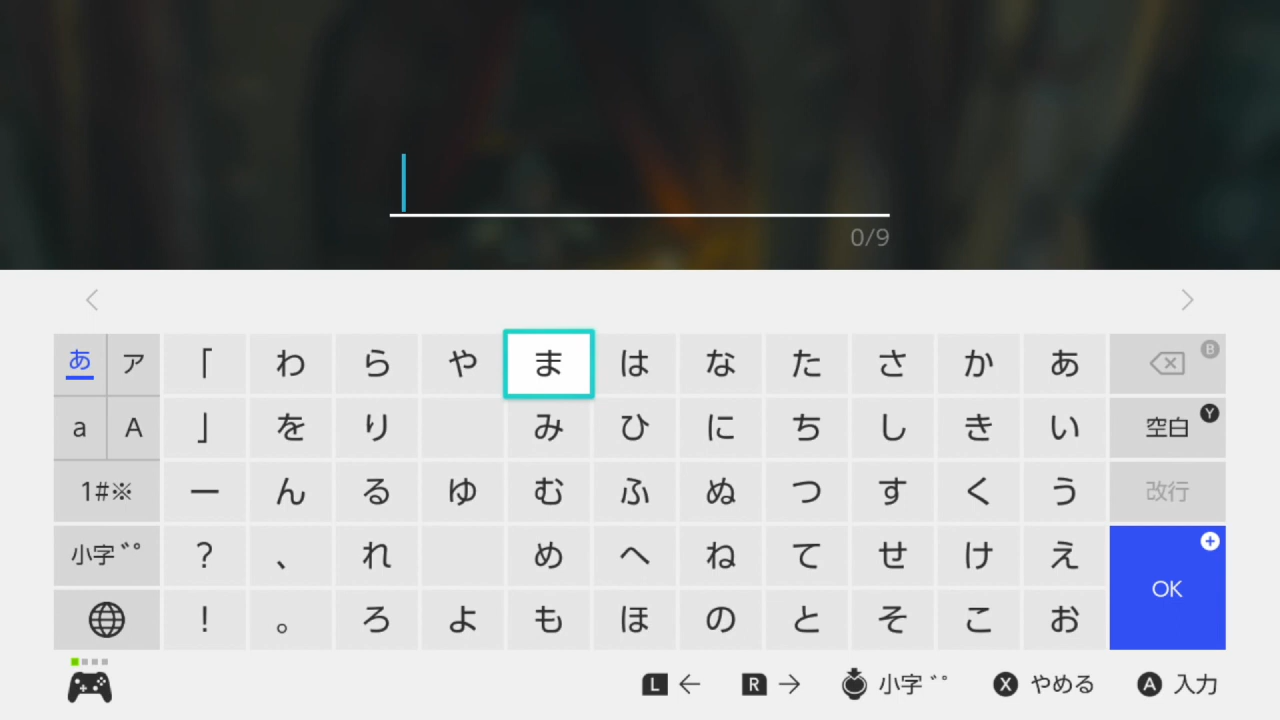 0/9
あ ア 「 わ ら や ま は な た さ か あ B
a A 」 を り み ひ に ち し き い 空白 Y
1#※ ー ん る ゆ む ふ ぬ つ す く う 改行
小字 ゛゜ ? 、 れ め へ ね て せ け え OK +
! 。 ろ よ も ほ の と そ こ お
L ← R → 小字 ゛゜ X やめる A 入力